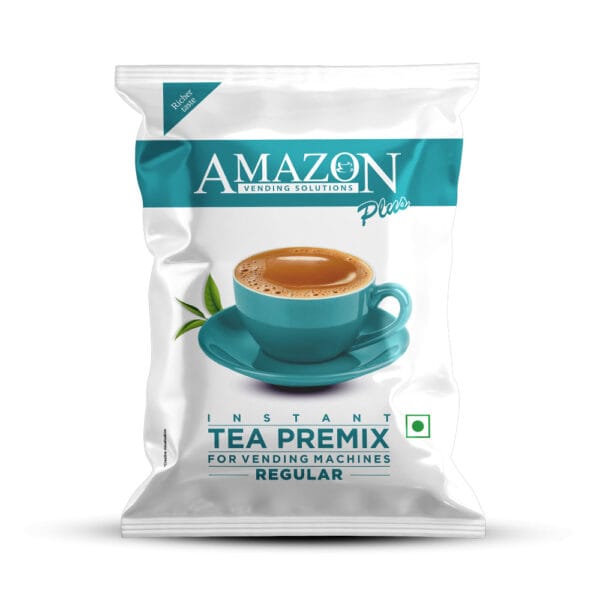 Richer
taste
AMAZON
VENDING SOLUTIONS
Plus
INSTANT
TEA PREMIX
FOR VENDING MACHINES
REGULAR